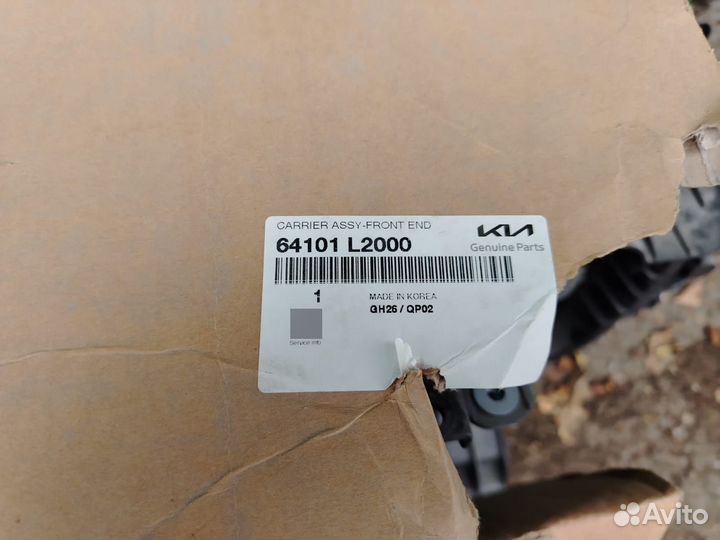 CARRIER ASSY-FRONT END
64101 L2000
KIA
Genuine Parts
1
MADE IN KOREA
GH26 / QP02
Service info
Avito